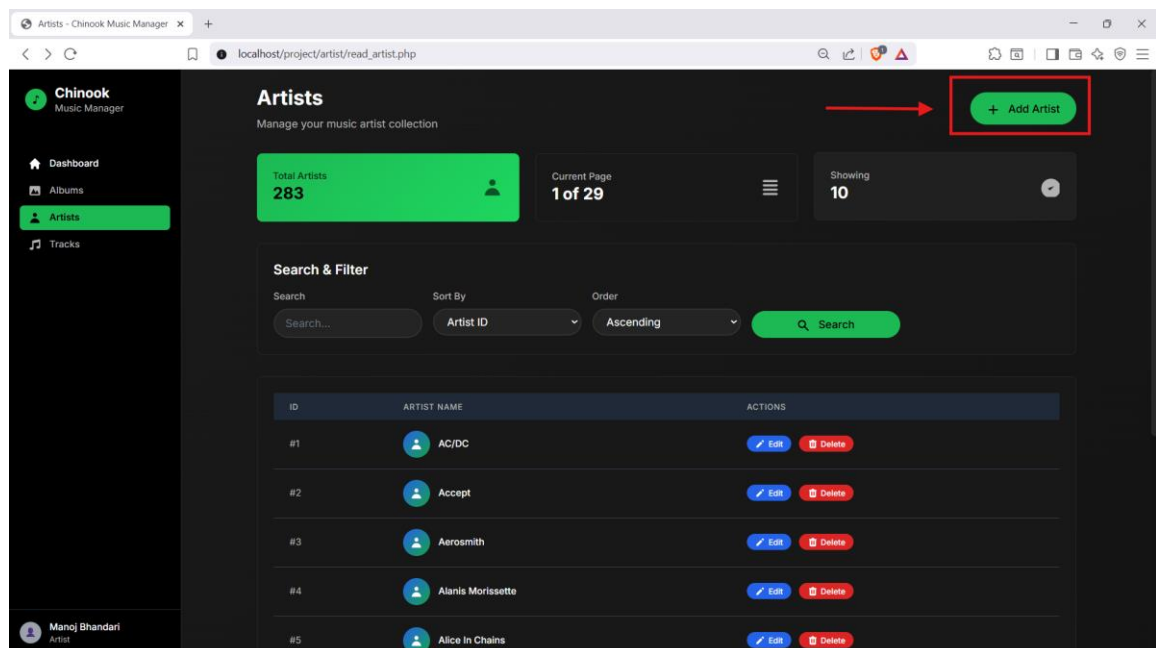 Artists - Chinook Music Manager
localhost/project/artist/read_artist.php
Chinook
Music Manager
Dashboard
Albums
Artists
Tracks
Manoj Bhandari
Artist
Artists
Manage your music artist collection
+ Add Artist
Total Artists
283
Current Page
1 of 29
Showing
10
Search & Filter
Search
Sort By
Order
Search...
Artist ID
Ascending
Search
ID ARTIST NAME ACTIONS
#1 AC/DC Edit Delete
#2 Accept Edit Delete
#3 Aerosmith Edit Delete
#4 Alanis Morissette Edit Delete
#5 Alice In Chains Edit Delete